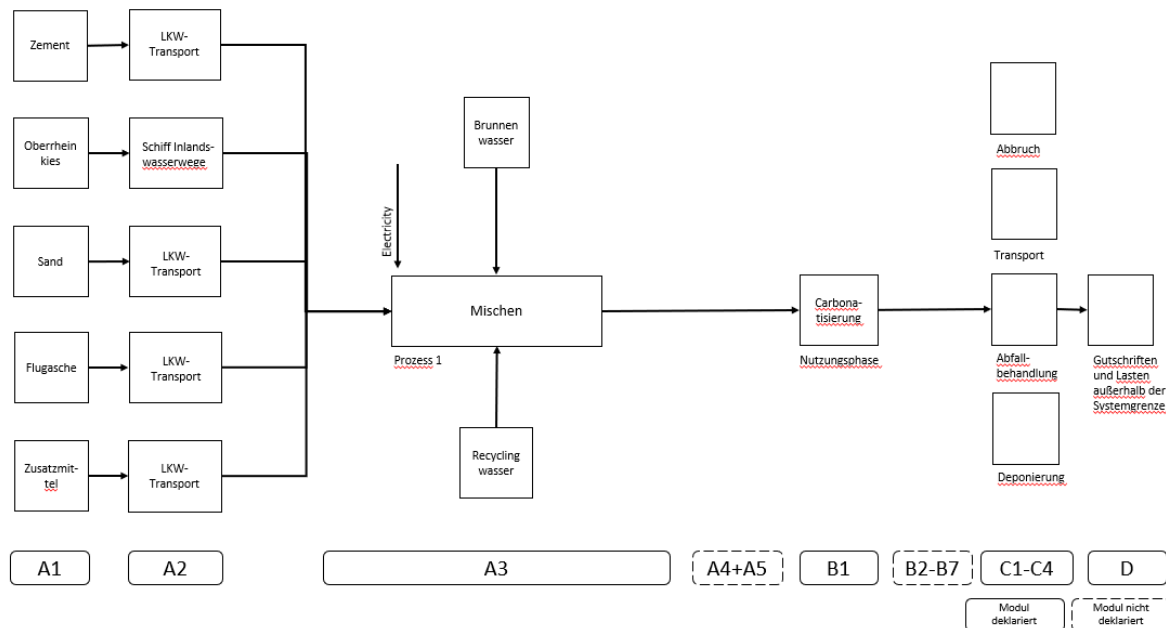 Zement
LKW-
Transport
Oberrhein
kies
Schiff Inlands-
wasserwege
Sand
LKW-
Transport
Flugasche
LKW-
Transport
Zusatzmit-
tel
LKW-
Transport
Electricity
Brunnen
wasser
Mischen
Prozess 1
Recycling
wasser
Carbona-
tisierung
Nutzungsphase
Abbruch
Transport
Abfall-
behandlung
Deponierung
Gutschriften
und Lasten
außerhalb der
Systemgrenze
A1
A2
A3
A4+A5
B1
B2-B7
C1-C4
D
Modul
deklariert
Modul nicht
deklariert